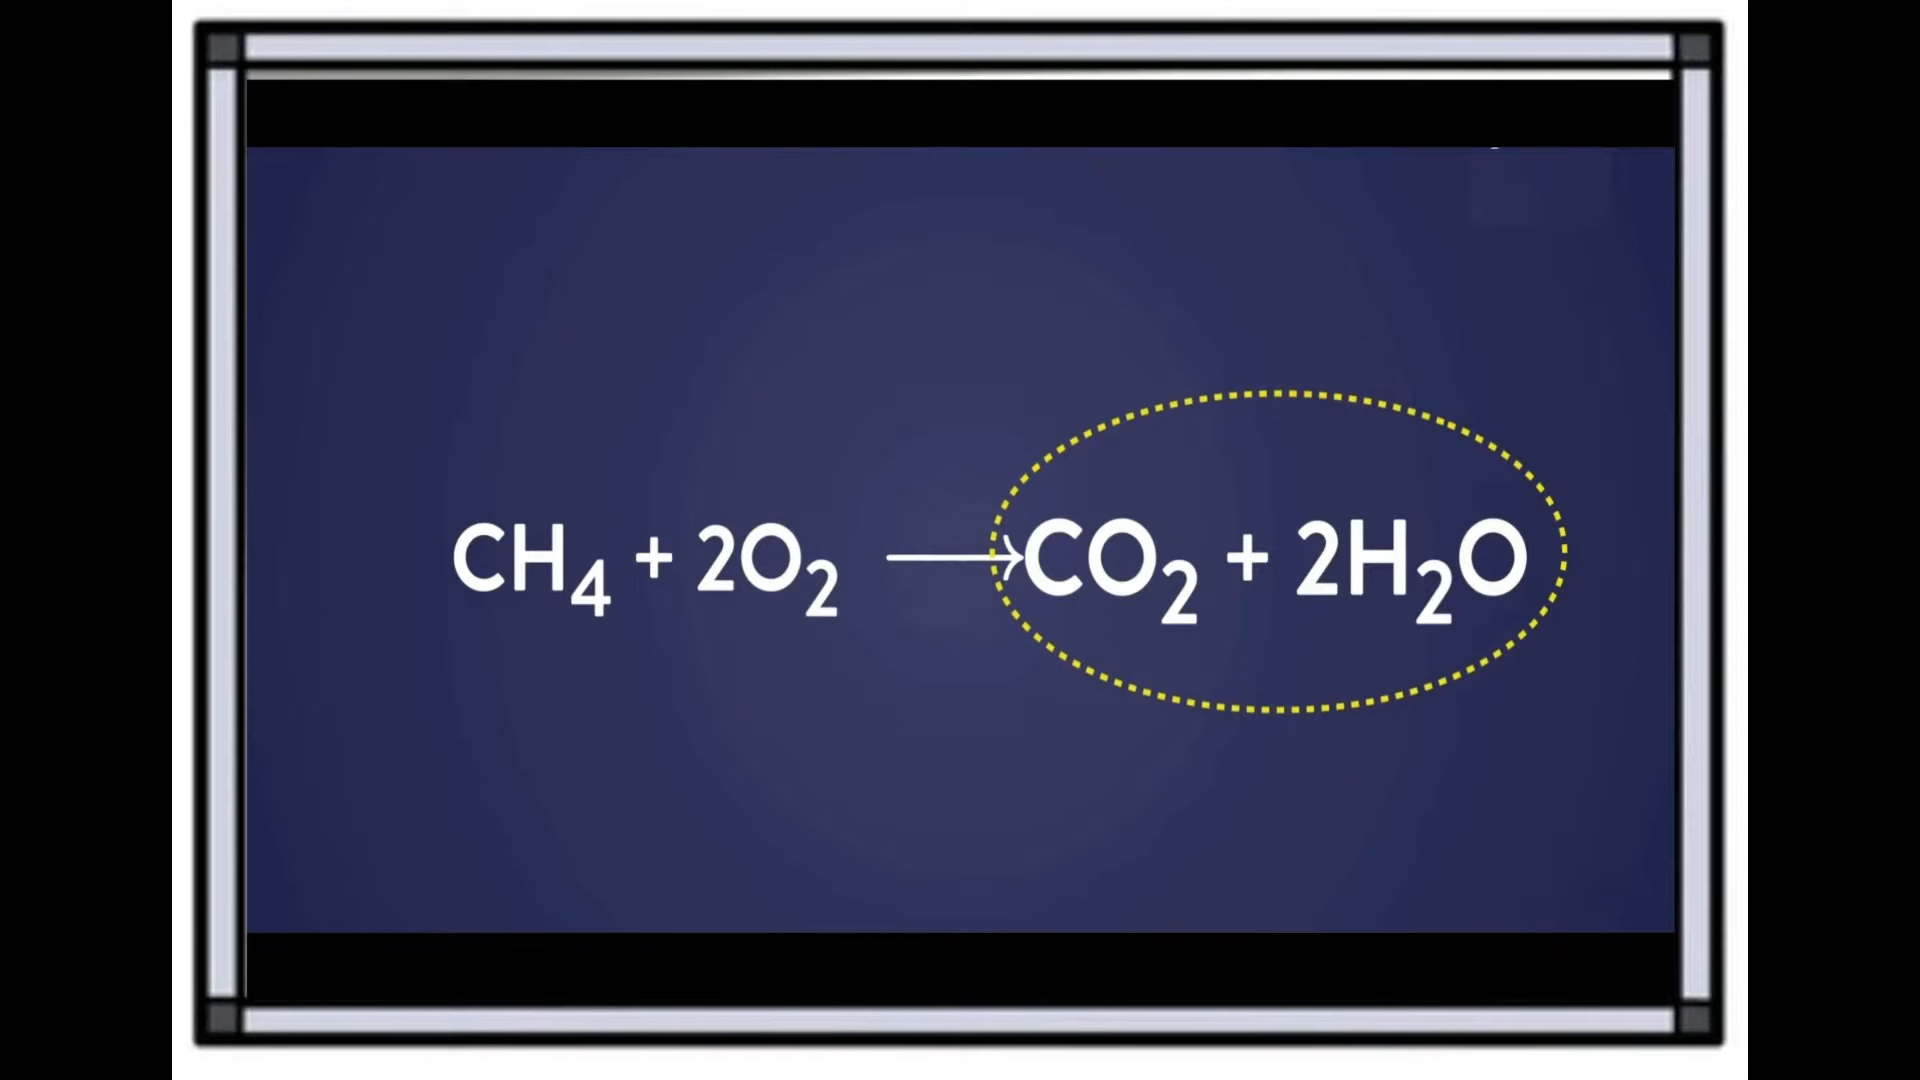 CH₄ + 2O₂ → CO₂ + 2H₂O